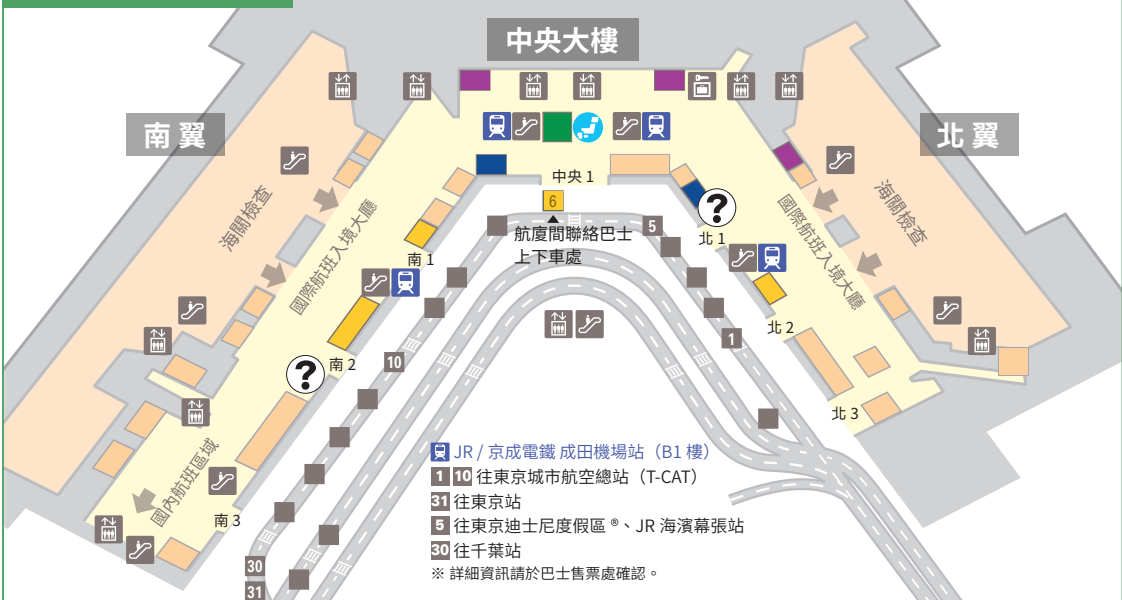 中央大樓
南翼
北翼
海關檢查
國際航班入境大廳
中央 1
6
航廈間聯絡巴士
上下車處
5
?
北 1
國際航班入境大廳
海關檢查
南 1
北 2
1
南 2
10
?
北 3
國內航班區域
南 3
30
31
JR / 京成電鐵 成田機場站（B1 樓）
1 10 往東京城市航空總站（T-CAT）
31 往東京站
5 往東京迪士尼度假區 ®、JR 海濱幕張站
30 往千葉站
※ 詳細資訊請於巴士售票處確認。